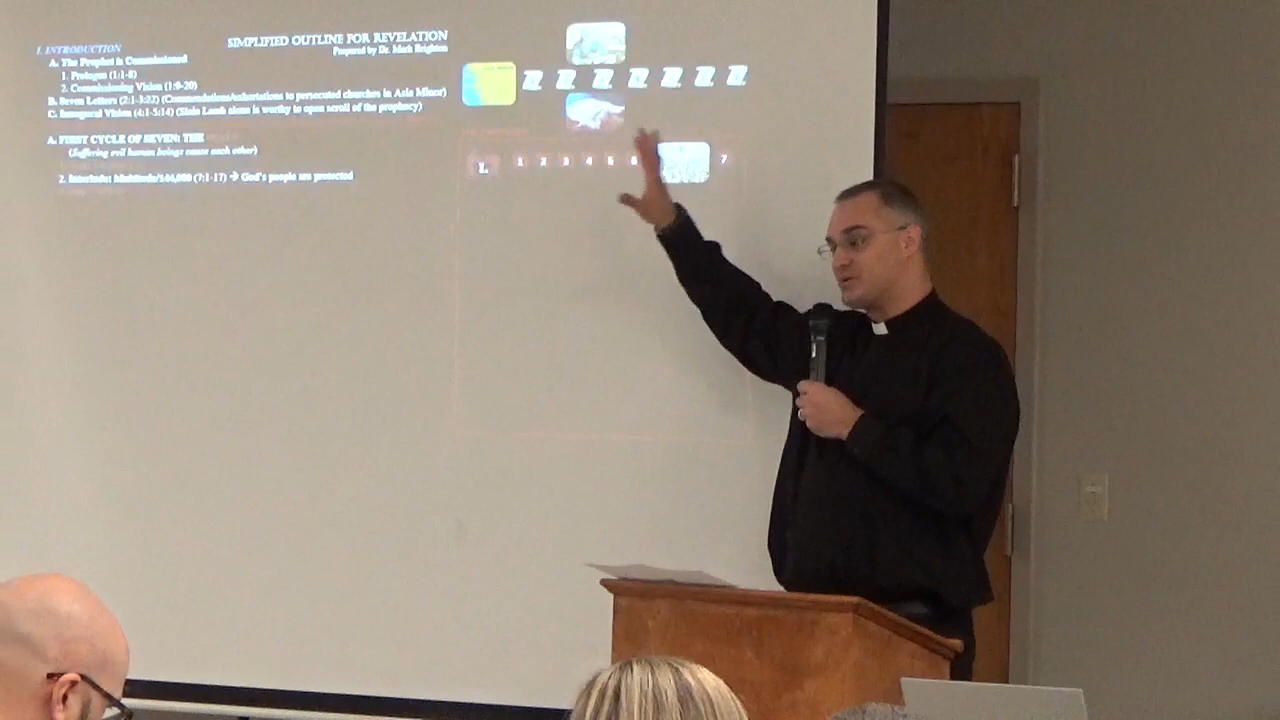 SIMPLIFIED OUTLINE FOR REVELATION
Prepared by Dr. Mark Brighton
I. INTRODUCTION
A. The Prophet is Commissioned
1. Prologue (1:1-8)
2. Commissioning Vision (1:9-20)
B. Seven Letters (2:1-3:22) (Commendations/exhortations to persecuted churches in Asia Minor)
C. Inaugural Vision (4:1-5:14) (Slain Lamb alone is worthy to open scroll of the prophecy)
A. FIRST CYCLE OF SEVEN: THE
(Suffering evil human beings cause each other)
2. Interlude: Multitude/144,000 (7:1-17) → God's people are protected
I. 1 2 3 4 5 6 7